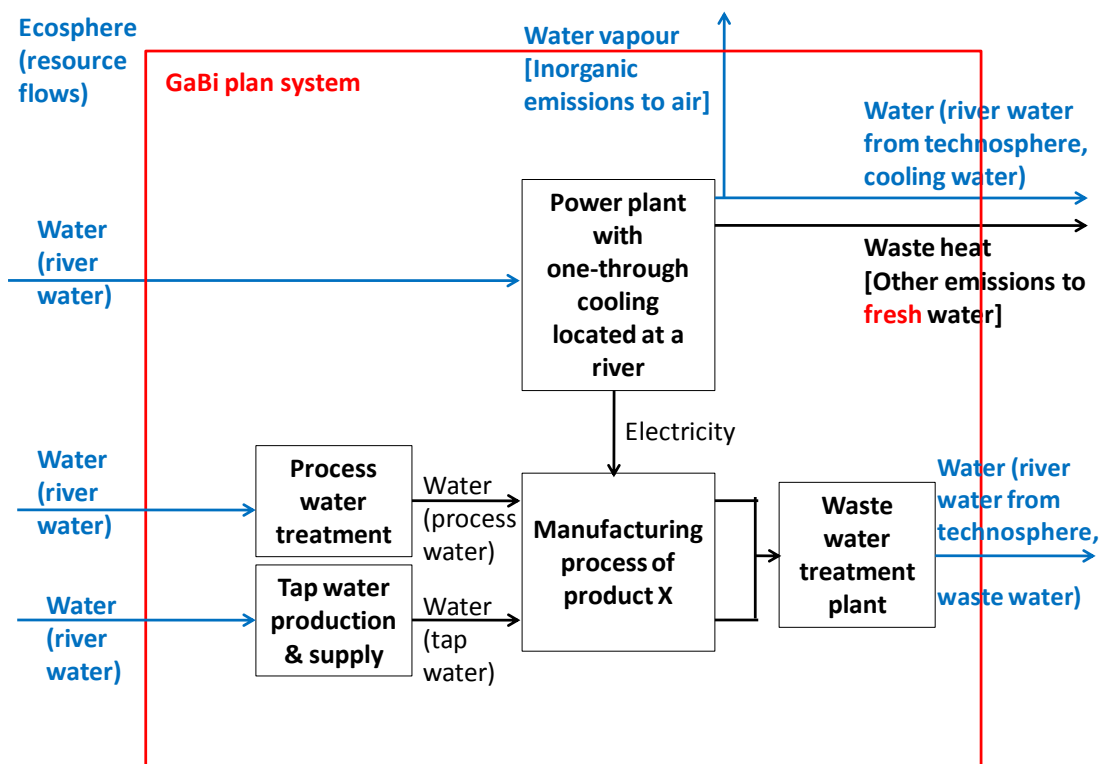 Ecosphere
(resource
flows)
GaBi plan system
Water vapour
[Inorganic
emissions to
air]
Water (river water
from technosphere,
cooling water)
Water
(river
water)
Power plant
with
one-through
cooling
located at a
river
Waste heat
[Other emissions to
fresh water]
Electricity
Water
(river
water)
Process
water
treatment
Water
(process
water)
Manufacturing
process of
product X
Waste
water
treatment
plant
Water (river
water from
technosphere,
waste water)
Water
(river
water)
Tap water
production
& supply
Water
(tap
water)